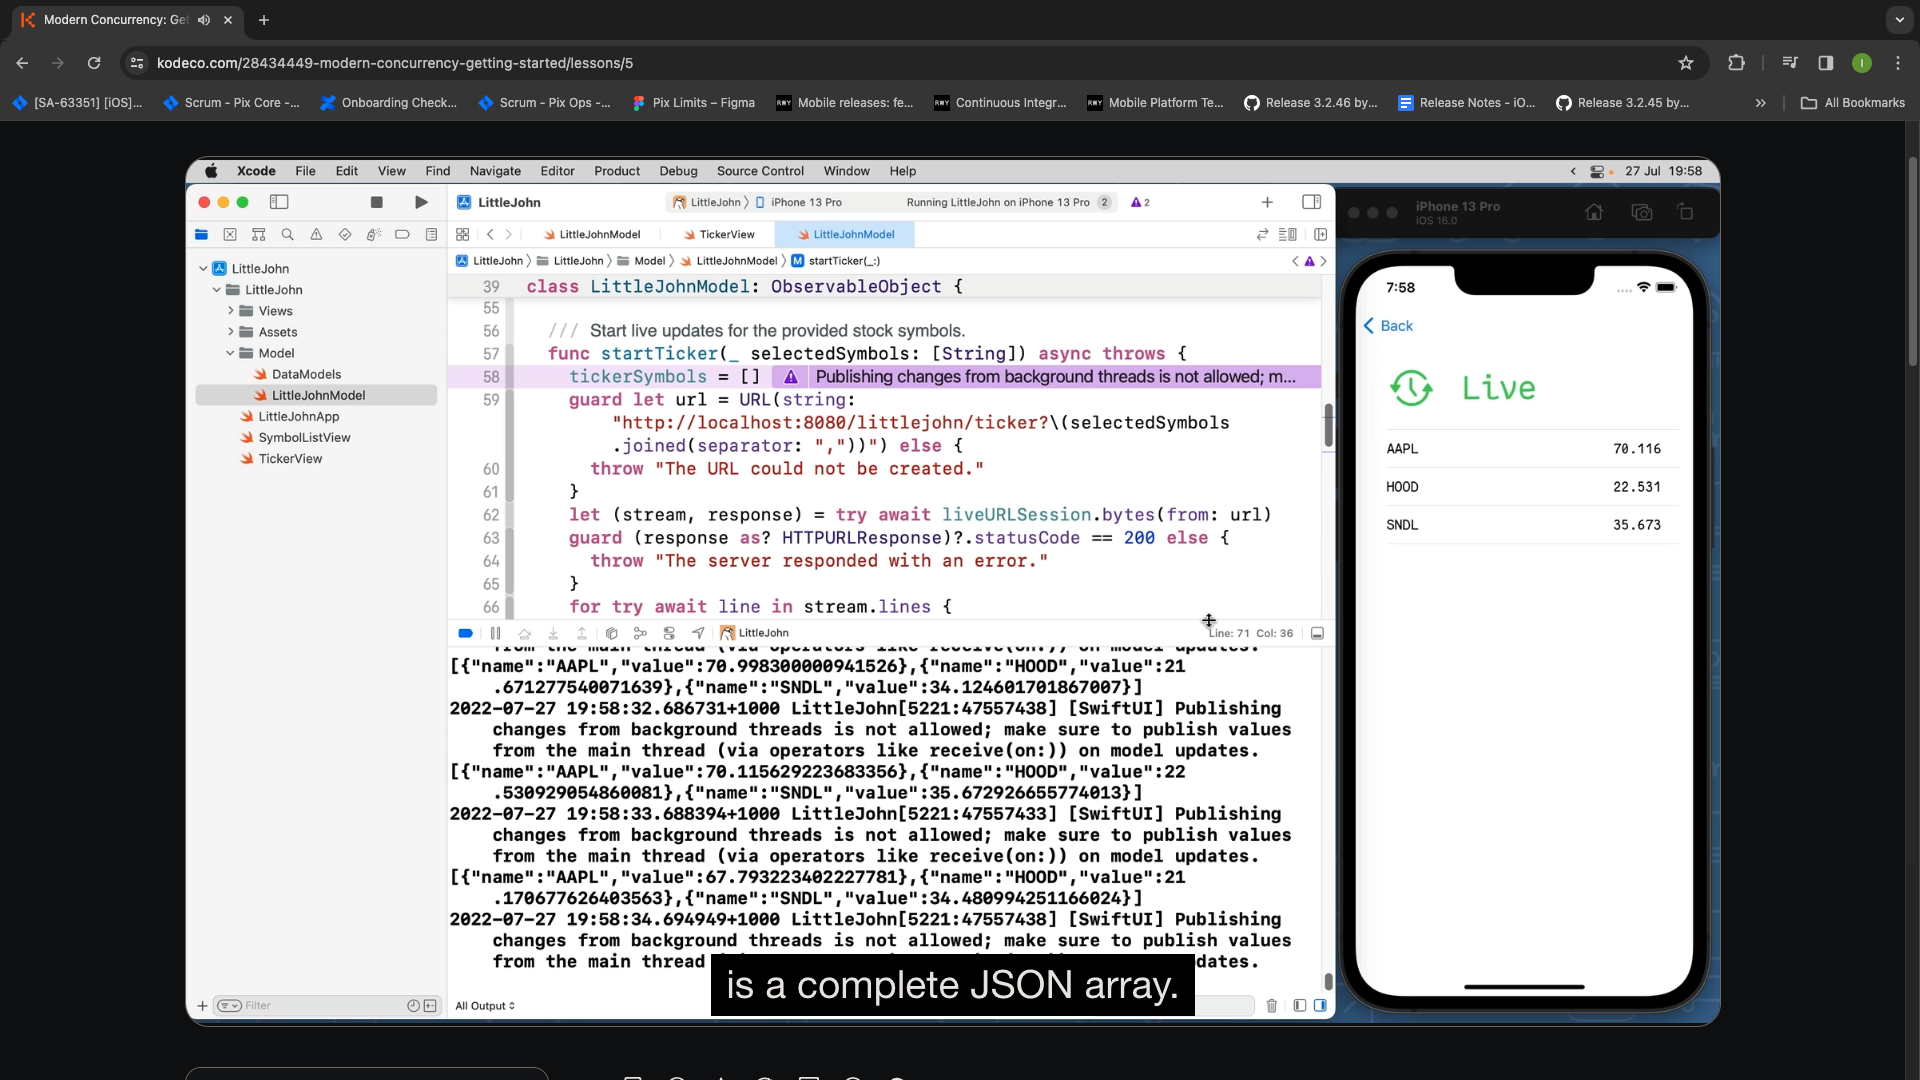 Modern Concurrency: Get
kodeco.com/28434449-modern-concurrency-getting-started/lessons/5
[SA-63351] [iOS]...
Scrum - Pix Core -...
Onboarding Check...
Scrum - Pix Ops -...
Pix Limits – Figma
Mobile releases: fe...
Continuous Integr...
Mobile Platform Te...
Release 3.2.46 by...
Release Notes - iO...
Release 3.2.45 by...
»
All Bookmarks
Xcode File Edit View Find Navigate Editor Product Debug Source Control Window Help
27 Jul 19:58
LittleJohn
LittleJohn
iPhone 13 Pro
Running LittleJohn on iPhone 13 Pro 2
2
iPhone 13 Pro
iOS 16.0
LittleJohnModel
TickerView
LittleJohnModel
LittleJohn
LittleJohn
Model
LittleJohnModel
M startTicker(_:)
LittleJohn
LittleJohn
Views
Assets
Model
DataModels
LittleJohnModel
LittleJohnApp
SymbolListView
TickerView
39 class LittleJohnModel: ObservableObject {
55
56 /// Start live updates for the provided stock symbols.
57 func startTicker(_ selectedSymbols: [String]) async throws {
58 tickerSymbols = [] Publishing changes from background threads is not allowed; m...
59 guard let url = URL(string:
"http://localhost:8080/littlejohn/ticker?\(selectedSymbols
.joined(separator: ","))") else {
60 throw "The URL could not be created."
61 }
62 let (stream, response) = try await liveURLSession.bytes(from: url)
63 guard (response as? HTTPURLResponse)?.statusCode == 200 else {
64 throw "The server responded with an error."
65 }
66 for try await line in stream.lines {
LittleJohn
Line: 71 Col: 36
from the main thread (via operators like receive(on:)) on model updates.
[{"name":"AAPL","value":70.998300000941526},{"name":"HOOD","value":21
.671277540071639},{"name":"SNDL","value":34.124601701867007}]
2022-07-27 19:58:32.686731+1000 LittleJohn[5221:47557438] [SwiftUI] Publishing
changes from background threads is not allowed; make sure to publish values
from the main thread (via operators like receive(on:)) on model updates.
[{"name":"AAPL","value":70.115629223683356},{"name":"HOOD","value":22
.530929054860081},{"name":"SNDL","value":35.672926655774013}]
2022-07-27 19:58:33.688394+1000 LittleJohn[5221:47557433] [SwiftUI] Publishing
changes from background threads is not allowed; make sure to publish values
from the main thread (via operators like receive(on:)) on model updates.
[{"name":"AAPL","value":67.793223402227781},{"name":"HOOD","value":21
.170677626403563},{"name":"SNDL","value":34.480994251166024}]
2022-07-27 19:58:34.694949+1000 LittleJohn[5221:47557438] [SwiftUI] Publishing
changes from background threads is not allowed; make sure to publish values
from the main thread dates.
is a complete JSON array.
Filter
All Output
7:58
Back
Live
AAPL 70.116
HOOD 22.531
SNDL 35.673